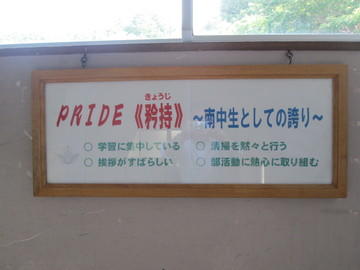 きょうじ
PRIDE《矜持》～南中生としての誇り～
○ 学習に集中している ○ 清掃を黙々と行う
○ 挨拶がすばらしい ○ 部活動に熱心に取り組む